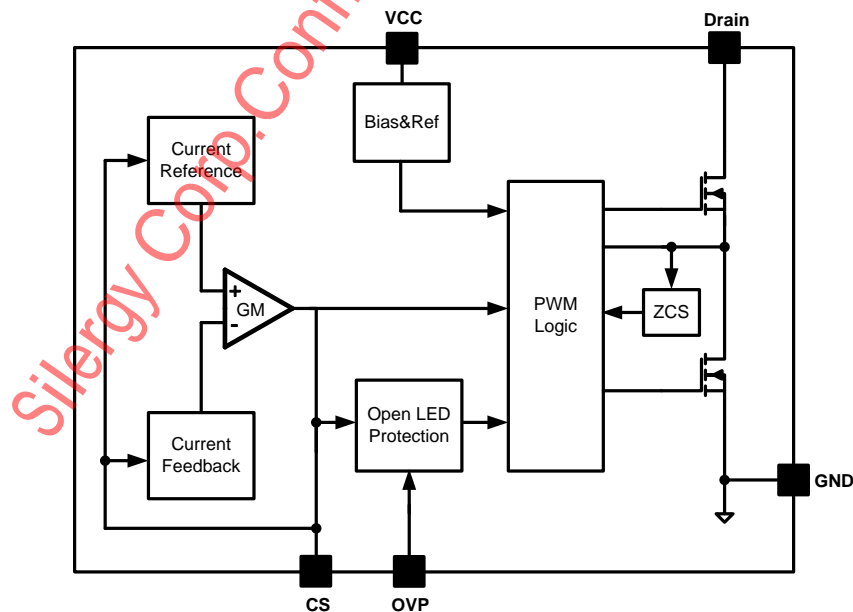 VCC
Drain
Bias&Ref
Current
Reference
+
GM
-
PWM
Logic
ZCS
Open LED
Protection
Current
Feedback
GND
CS
OVP
Silergy Corp.